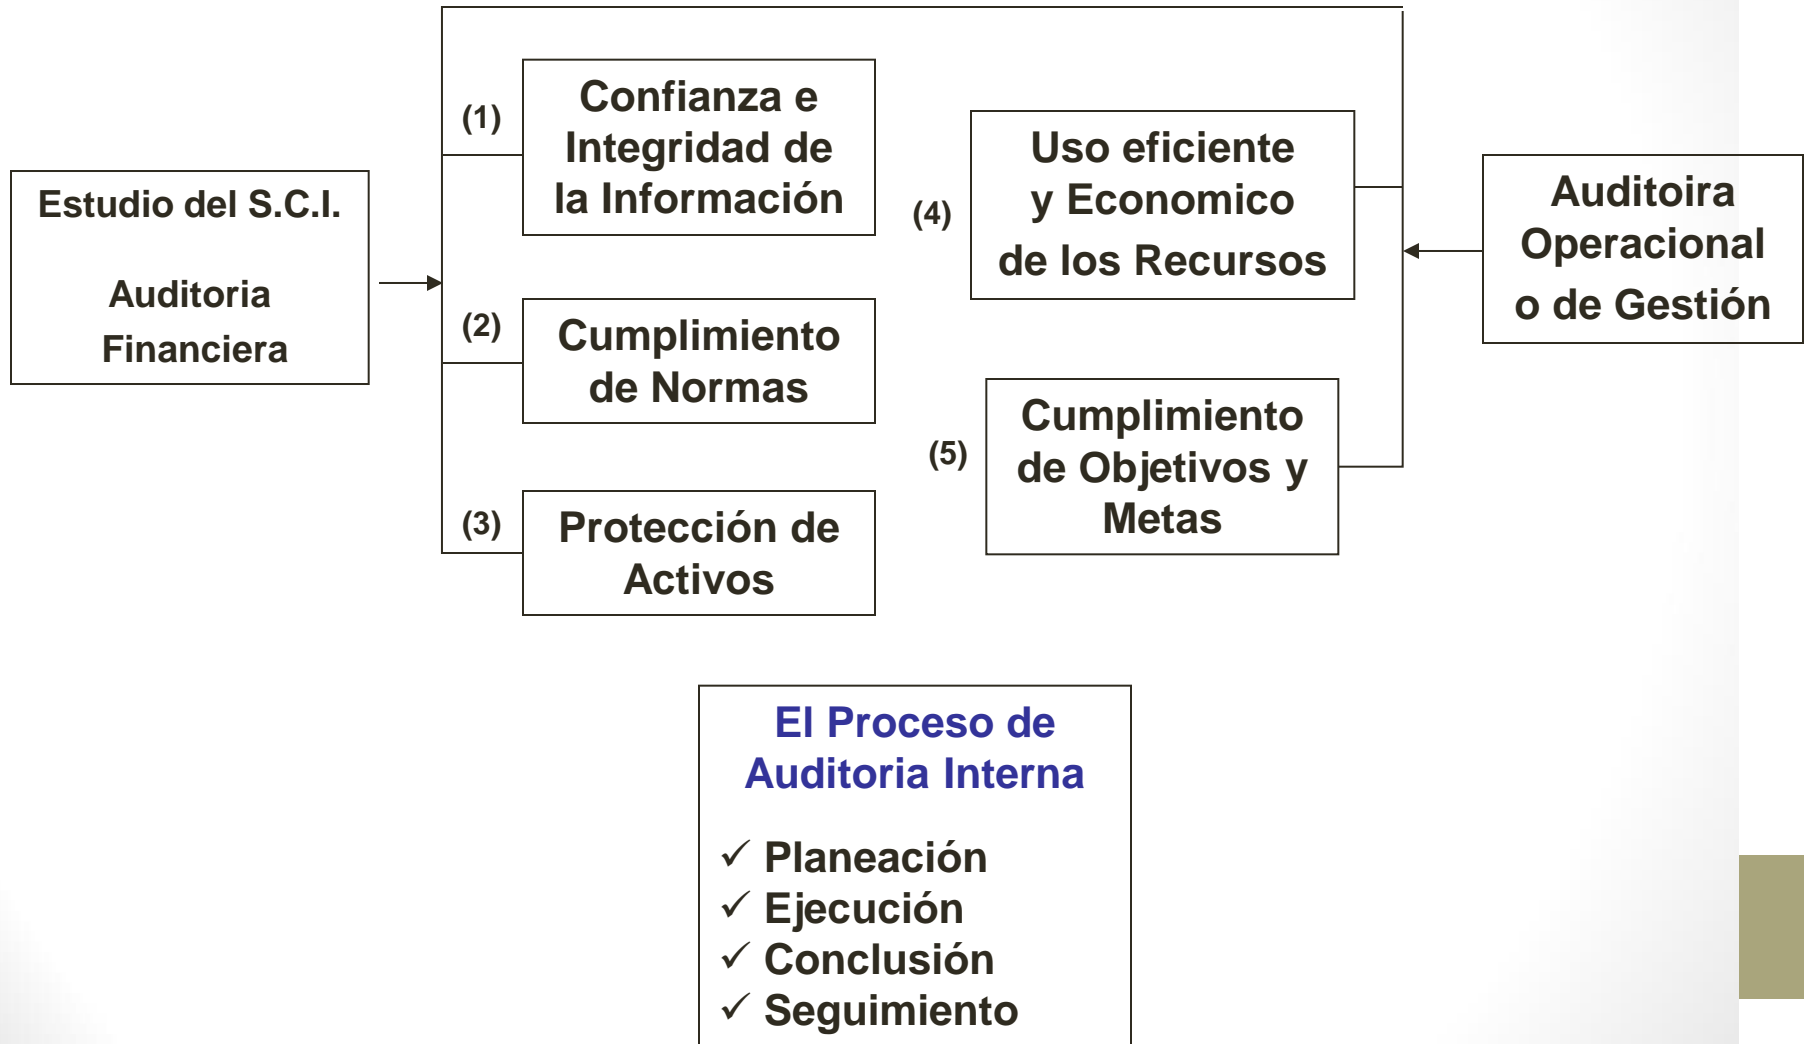 Estudio del S.C.I.
Auditoria
Financiera
(1)
Confianza e
Integridad de
la Información
(2)
Cumplimiento
de Normas
(3)
Protección de
Activos
(4)
Uso eficiente
y Economico
de los Recursos
(5)
Cumplimiento
de Objetivos y
Metas
Auditoira
Operacional
o de Gestión
El Proceso de
Auditoria Interna
✓ Planeación
✓ Ejecución
✓ Conclusión
✓ Seguimiento